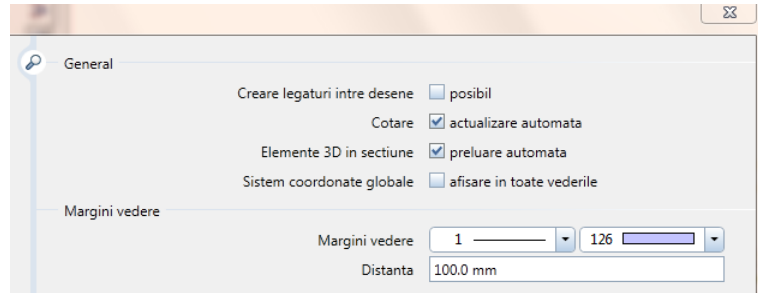 General
Creare legaturi intre desene posibil
Cotare actualizare automata
Elemente 3D in sectiune preluare automata
Sistem coordonate globale afisare in toate vederile
Margini vedere
Margini vedere 1 126
Distanta 100.0 mm